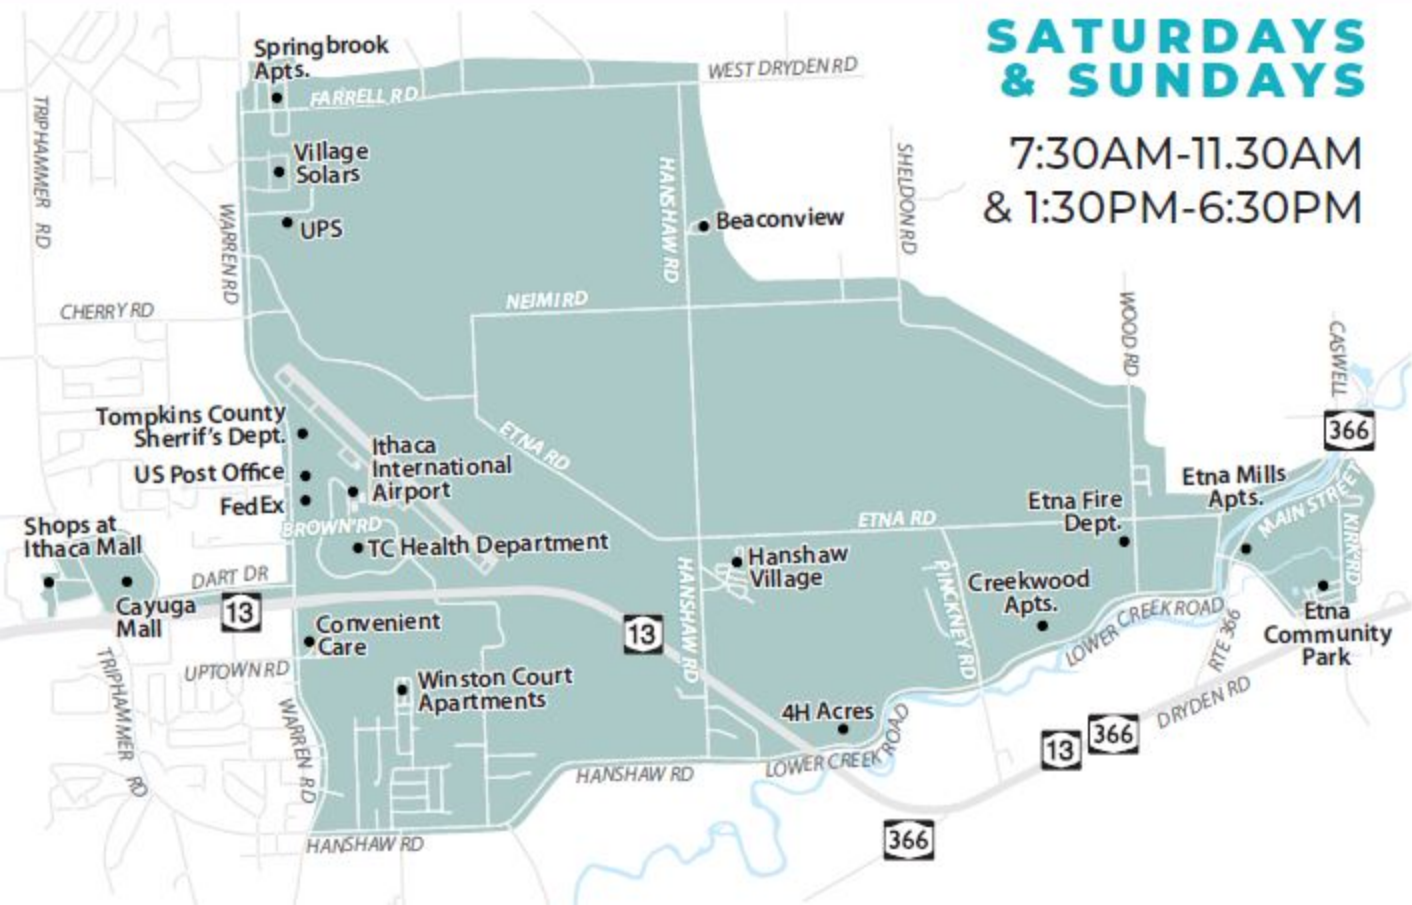 SATURDAYS
& SUNDAYS
7:30AM-11.30AM
& 1:30PM-6:30PM
Springbrook
Apts.
WEST DRYDEN RD
FARRELL RD
TRIPHAMMER RD
Village
Solars
HANSHAW RD
SHELDON RD
WARREN RD
UPS
Beaconview
CHERRY RD
NEIMI RD
WOOD RD
CASWELL
366
Tompkins County
Sherrif's Dept.
US Post Office
FedEx
Ithaca
International
Airport
ETNA RD
Etna Mills
Apts.
MAIN STREET
KIRK RD
Shops at
Ithaca Mall
BROWN RD
TC Health Department
ETNA RD
Etna Fire
Dept.
Hanshaw
Village
PINCKNEY RD
Creekwood
Apts.
DART DR
13
Cayuga
Mall
Convenient
Care
13
HANSHAW RD
LOWER CREEK ROAD
RTE 366
Etna
Community
Park
UPTOWN RD
Winston Court
Apartments
TRIPHAMMER RD
WARREN RD
4H Acres
LOWER CREEK ROAD
13
366
DRYDEN RD
HANSHAW RD
HANSHAW RD
366